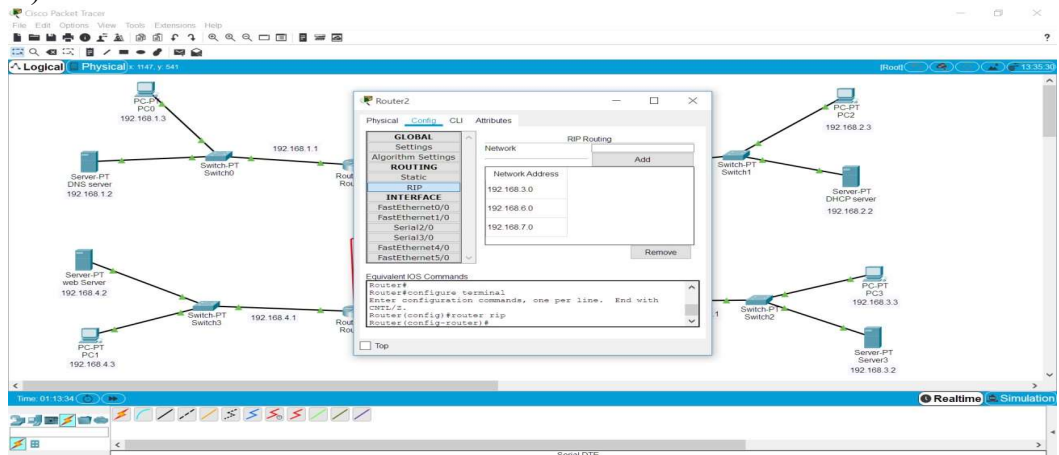 Cisco Packet Tracer
File Edit Options View Tools Extensions Help
?
Logical Physical x: 1147, y: 541 [Root] 13:35:30
PC-PT
PC0
192.168.1.3
Server-PT
DNS server
192.168.1.2
Switch-PT
Switch0
192.168.1.1
Server-PT
web Server
192.168.4.2
Switch-PT
Switch3
192.168.4.1
PC-PT
PC1
192.168.4.3
Router2
Physical Config CLI Attributes
GLOBAL
Settings
Algorithm Settings
ROUTING
Static
RIP
INTERFACE
FastEthernet0/0
FastEthernet1/0
Serial2/0
Serial3/0
FastEthernet4/0
FastEthernet5/0
RIP Routing
Network
Add
Network Address
192.168.3.0
192.168.6.0
192.168.7.0
Remove
Equivalent IOS Commands
Router#
Router#configure terminal
Enter configuration commands, one per line. End with
CNTL/Z.
Router(config)#router rip
Router(config-router)#
Top
PC-PT
PC2
192.168.2.3
Switch-PT
Switch1
Server-PT
DHCP server
192.168.2.2
PC-PT
PC3
192.168.3.3
Switch-PT
Switch2
Server-PT
Server3
192.168.3.2
Time: 01:13:34
Realtime Simulation
Serial DTE